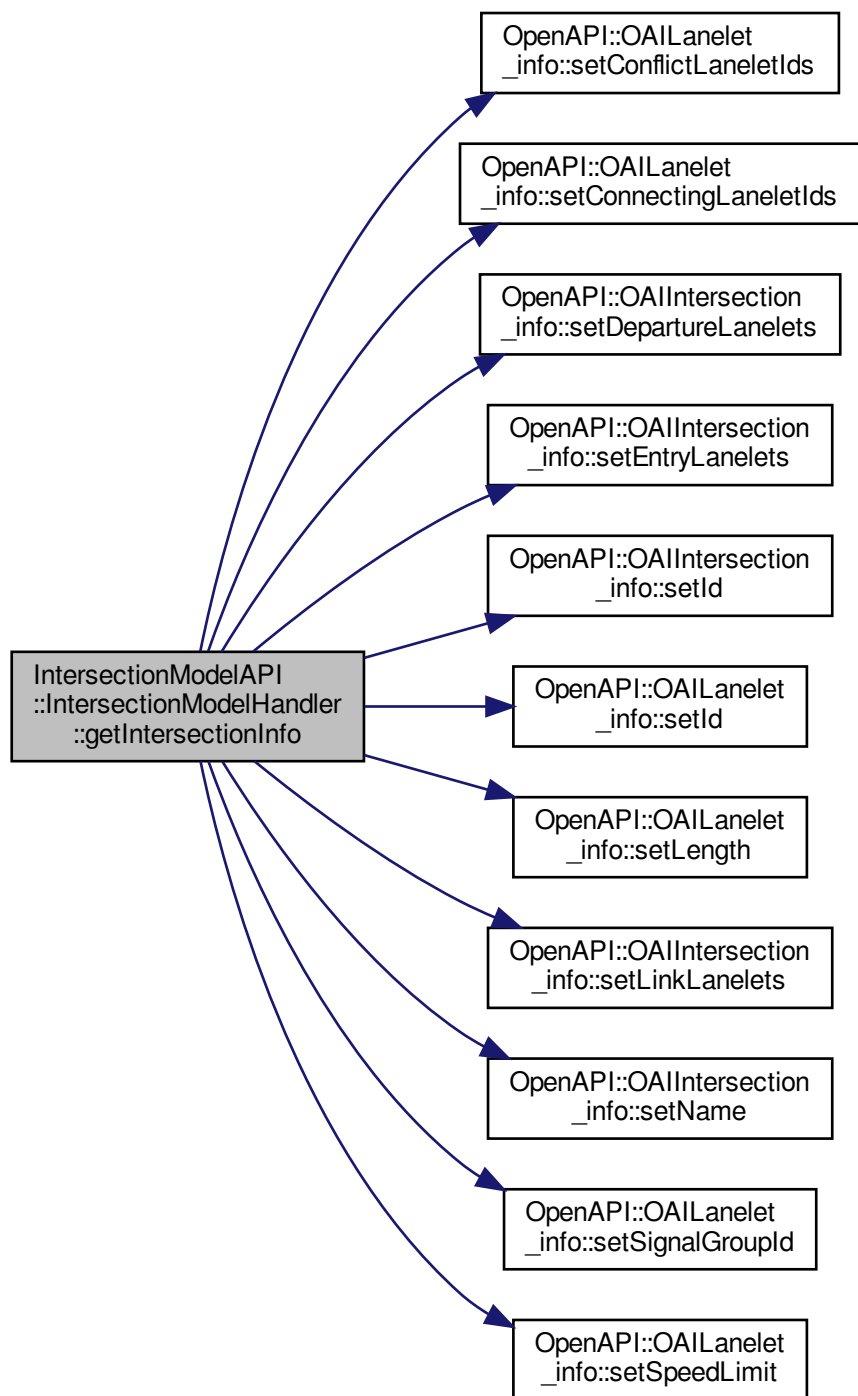 OpenAPI::OAILanelet
_info::setConflictLaneletIds
OpenAPI::OAILanelet
_info::setConnectingLaneletIds
OpenAPI::OAIIntersection
_info::setDepartureLanelets
OpenAPI::OAIIntersection
_info::setEntryLanelets
OpenAPI::OAIIntersection
_info::setId
IntersectionModelAPI
::IntersectionModelHandler
::getIntersectionInfo
OpenAPI::OAILanelet
_info::setId
OpenAPI::OAILanelet
_info::setLength
OpenAPI::OAIIntersection
_info::setLinkLanelets
OpenAPI::OAIIntersection
_info::setName
OpenAPI::OAILanelet
_info::setSignalGroupId
OpenAPI::OAILanelet
_info::setSpeedLimit